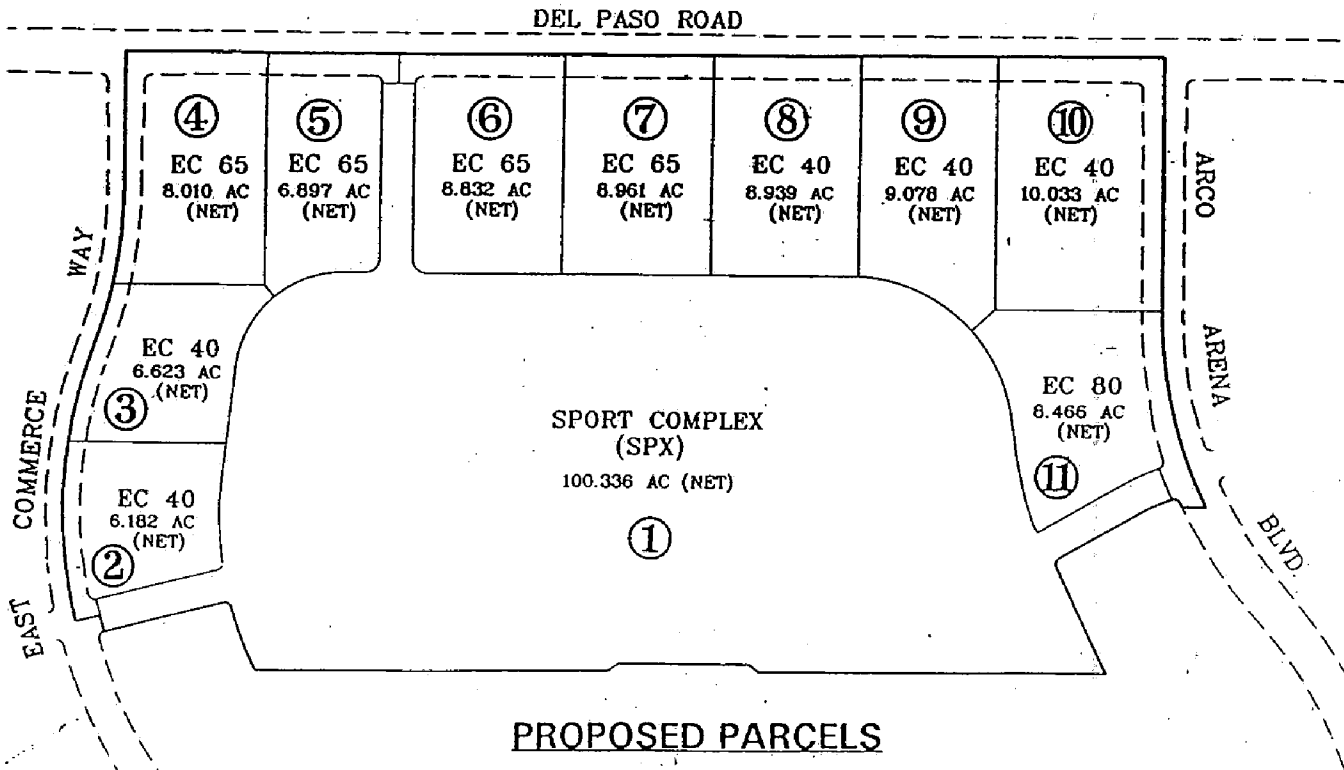 DEL PASO ROAD
④
EC 65
8.010 AC
(NET)
⑤
EC 65
6.897 AC
(NET)
⑥
EC 65
8.832 AC
(NET)
⑦
EC 65
8.961 AC
(NET)
⑧
EC 40
8.939 AC
(NET)
⑨
EC 40
9.078 AC
(NET)
⑩
EC 40
10.033 AC
(NET)
EC 40
6.623 AC
(NET)
③
EC 40
6.182 AC
(NET)
②
SPORT COMPLEX
(SPX)
100.336 AC (NET)
①
EC 80
8.466 AC
(NET)
⑪
EAST COMMERCE WAY
ARCO ARENA BLVD.
PROPOSED PARCELS